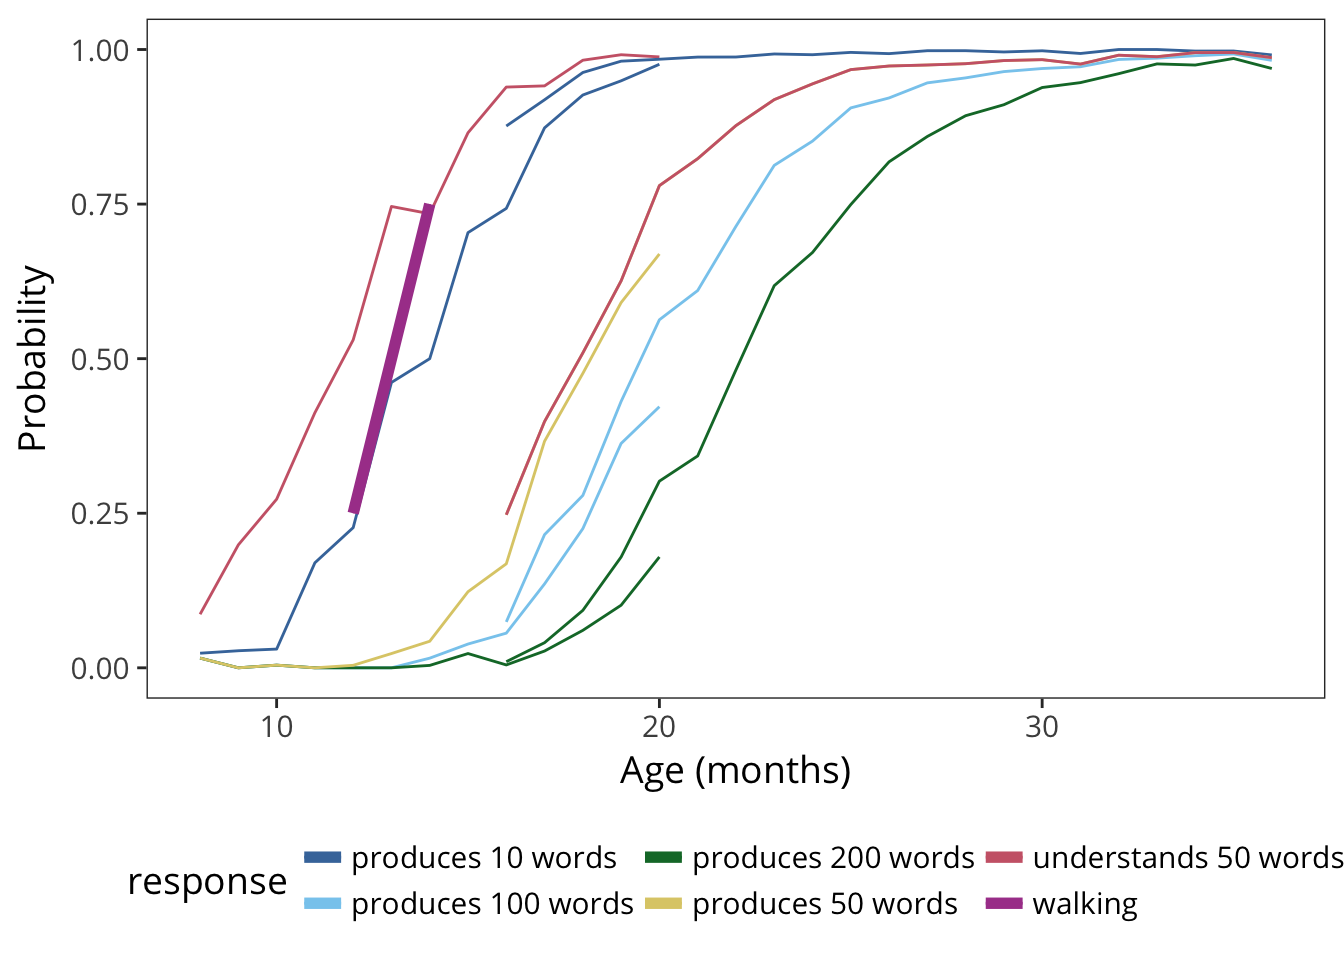 1.00
0.75
0.50
0.25
0.00
Probability
10 20 30
Age (months)
response
produces 10 words produces 200 words understands 50 words
produces 100 words produces 50 words walking